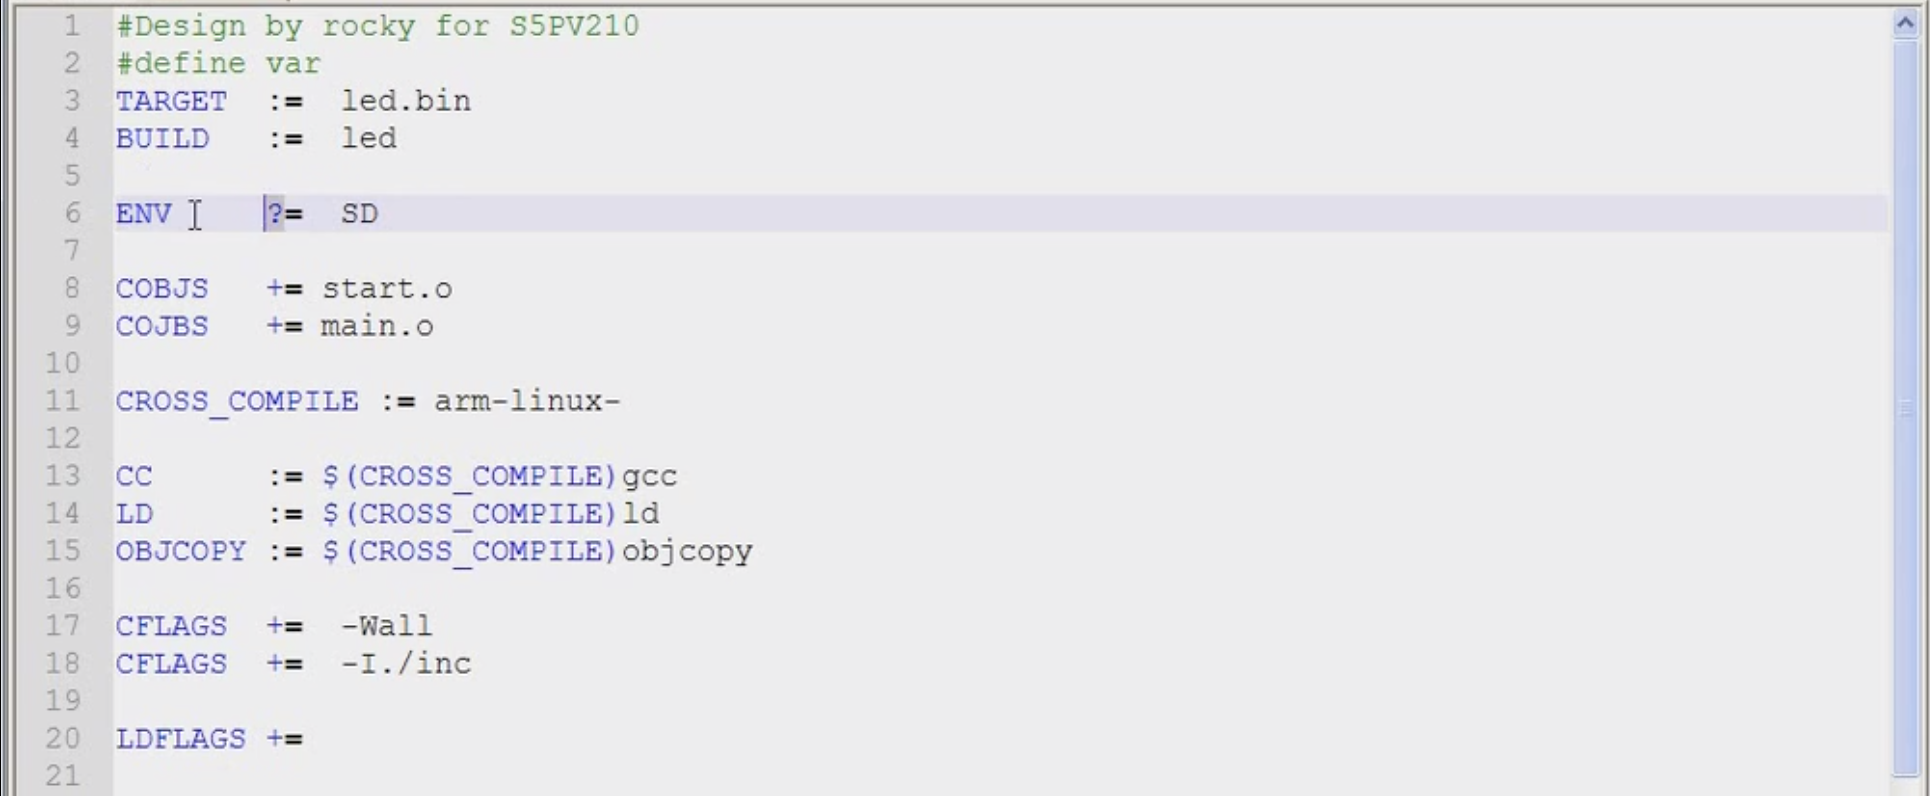 1 #Design by rocky for S5PV210
2 #define var
3 TARGET := led.bin
4 BUILD := led
5
6 ENV ?= SD
7
8 COBJS += start.o
9 COJBS += main.o
10
11 CROSS_COMPILE := arm-linux-
12
13 CC := $(CROSS_COMPILE)gcc
14 LD := $(CROSS_COMPILE)ld
15 OBJCOPY := $(CROSS_COMPILE)objcopy
16
17 CFLAGS += -Wall
18 CFLAGS += -I./inc
19
20 LDFLAGS +=
21